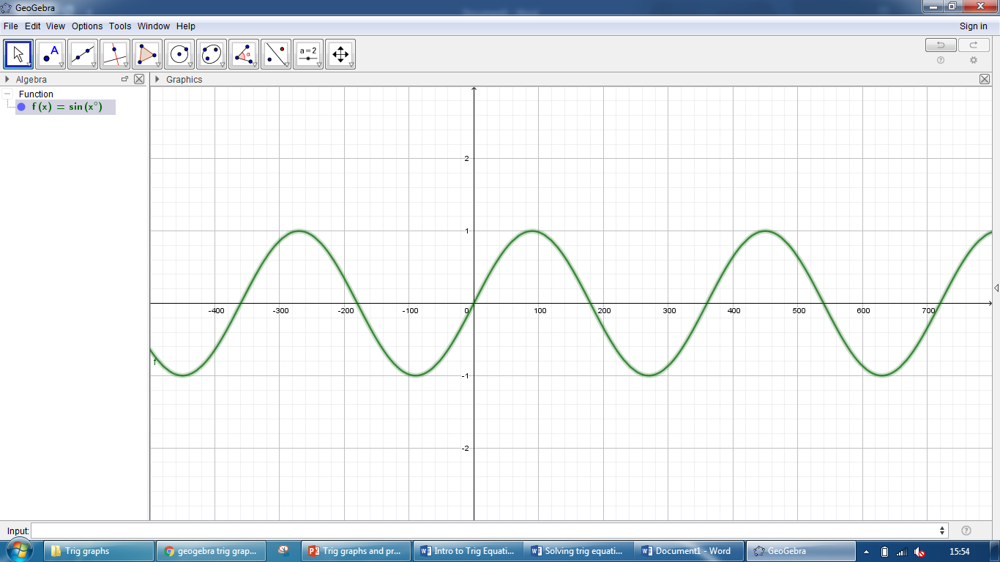 GeoGebra
File Edit View Options Tools Window Help Sign in
A α a = 2
Algebra Graphics
Function
f(x) = sin(x°)
2
1
-400 -300 -200 -100 0 100 200 300 400 500 600 700
f
-1
-2
Input:
Trig graphs geogebra trig grap... Trig graphs and pr... Intro to Trig Equati... Solving trig equati... Document1 - Word GeoGebra 15:54